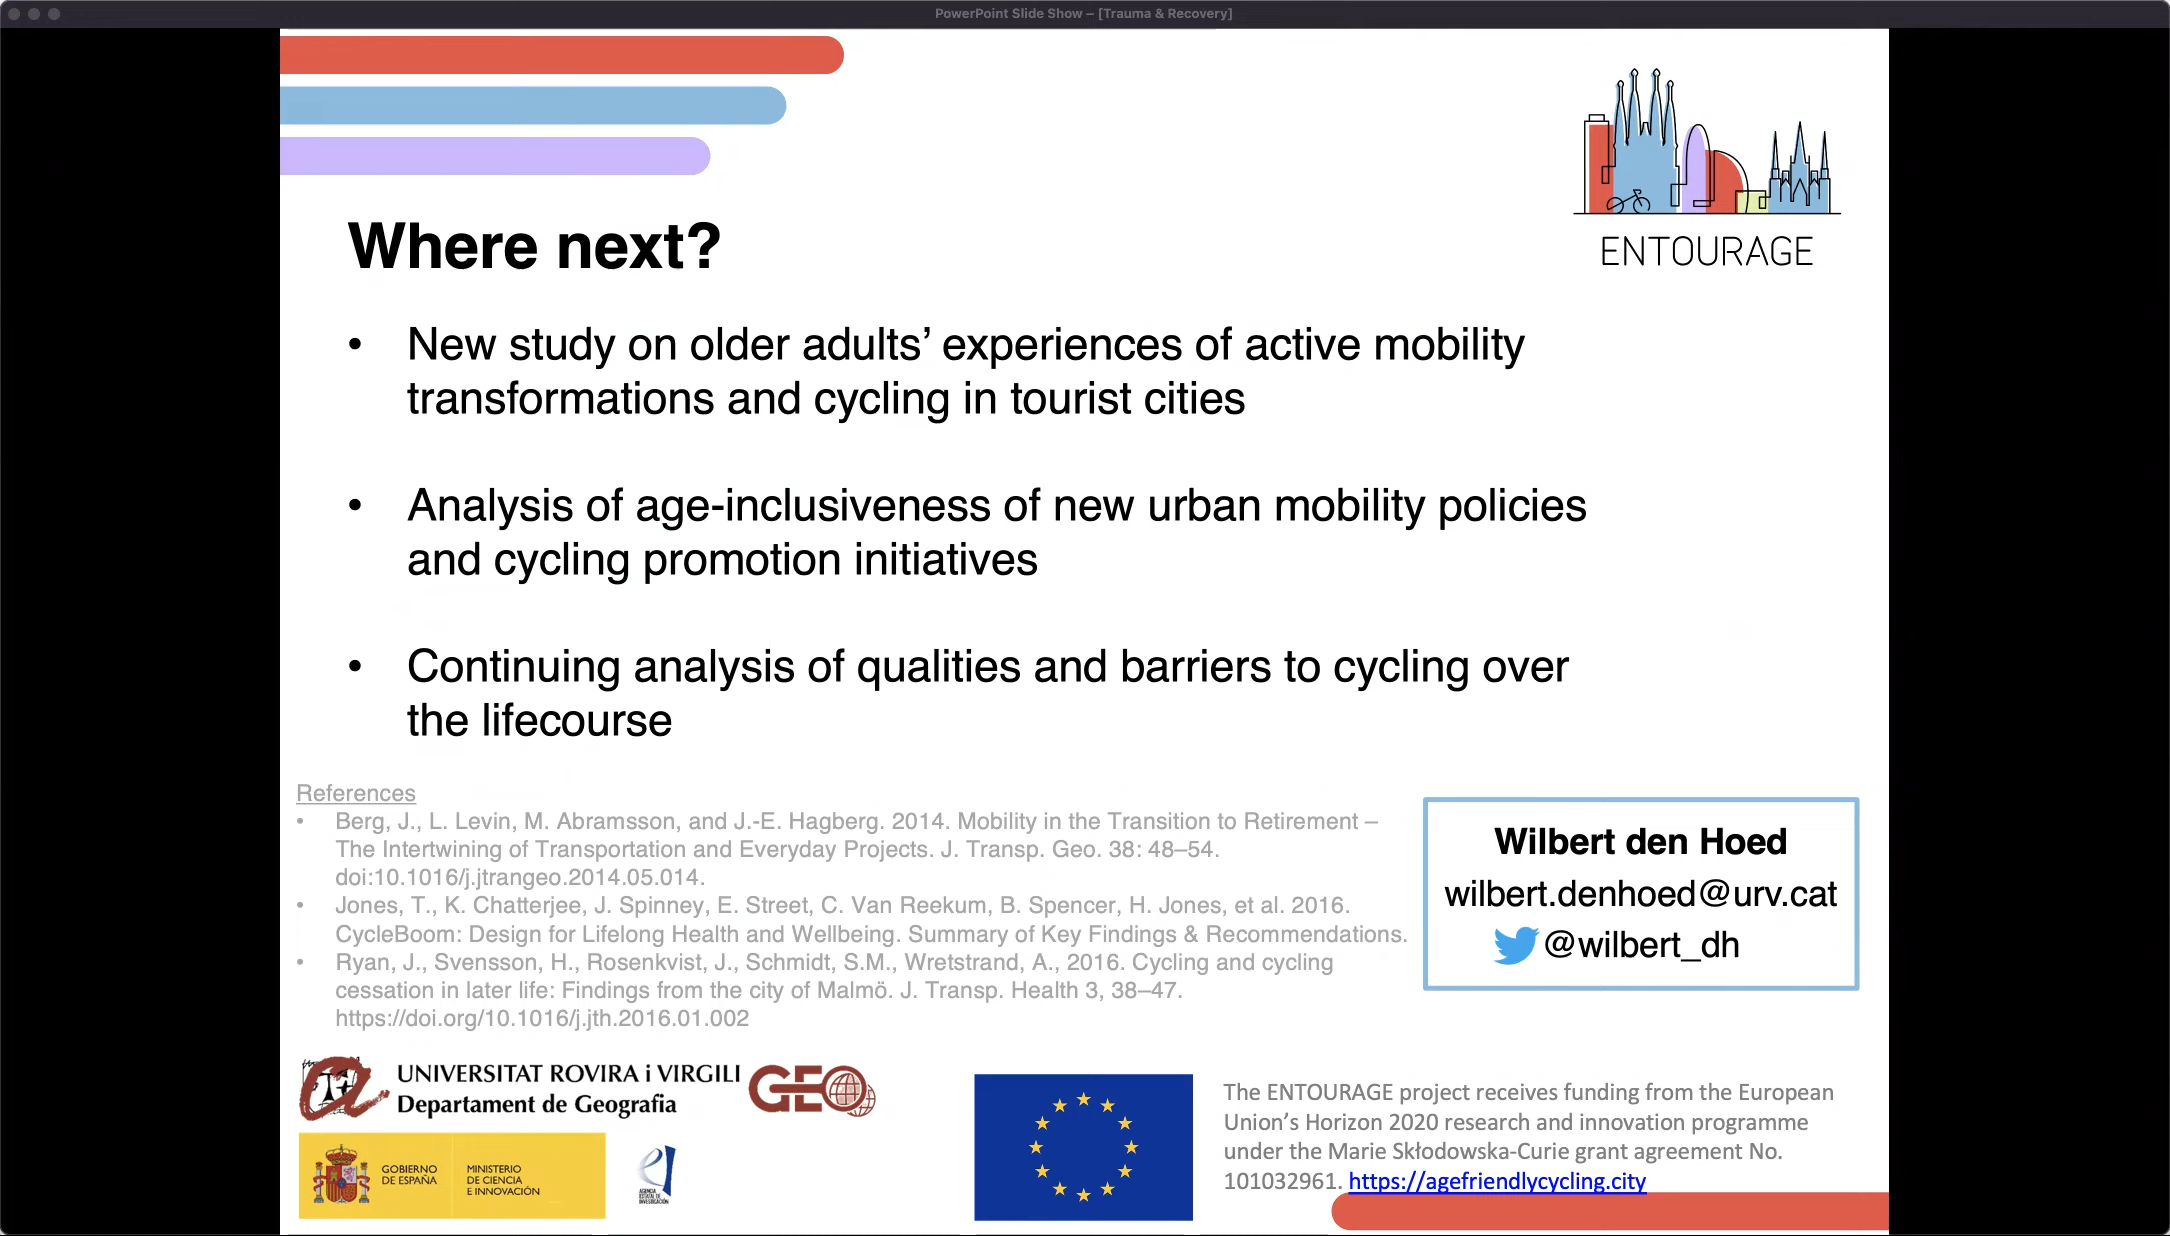 PowerPoint Slide Show – [Trauma & Recovery]
ENTOURAGE
Where next?
• New study on older adults’ experiences of active mobility
transformations and cycling in tourist cities
• Analysis of age-inclusiveness of new urban mobility policies
and cycling promotion initiatives
• Continuing analysis of qualities and barriers to cycling over
the lifecourse
References
• Berg, J., L. Levin, M. Abramsson, and J.-E. Hagberg. 2014. Mobility in the Transition to Retirement –
The Intertwining of Transportation and Everyday Projects. J. Transp. Geo. 38: 48–54.
doi:10.1016/j.jtrangeo.2014.05.014.
• Jones, T., K. Chatterjee, J. Spinney, E. Street, C. Van Reekum, B. Spencer, H. Jones, et al. 2016.
CycleBoom: Design for Lifelong Health and Wellbeing. Summary of Key Findings & Recommendations.
• Ryan, J., Svensson, H., Rosenkvist, J., Schmidt, S.M., Wretstrand, A., 2016. Cycling and cycling
cessation in later life: Findings from the city of Malmö. J. Transp. Health 3, 38–47.
https://doi.org/10.1016/j.jth.2016.01.002
Wilbert den Hoed
wilbert.denhoed@urv.cat
@wilbert_dh
UNIVERSITAT ROVIRA i VIRGILI
Departament de Geografia
GEO
GOBIERNO
DE ESPAÑA
MINISTERIO
DE CIENCIA
E INNOVACIÓN
AGENCIA
ESTATAL DE
INVESTIGACIÓN
The ENTOURAGE project receives funding from the European
Union’s Horizon 2020 research and innovation programme
under the Marie Skłodowska-Curie grant agreement No.
101032961. https://agefriendlycycling.city